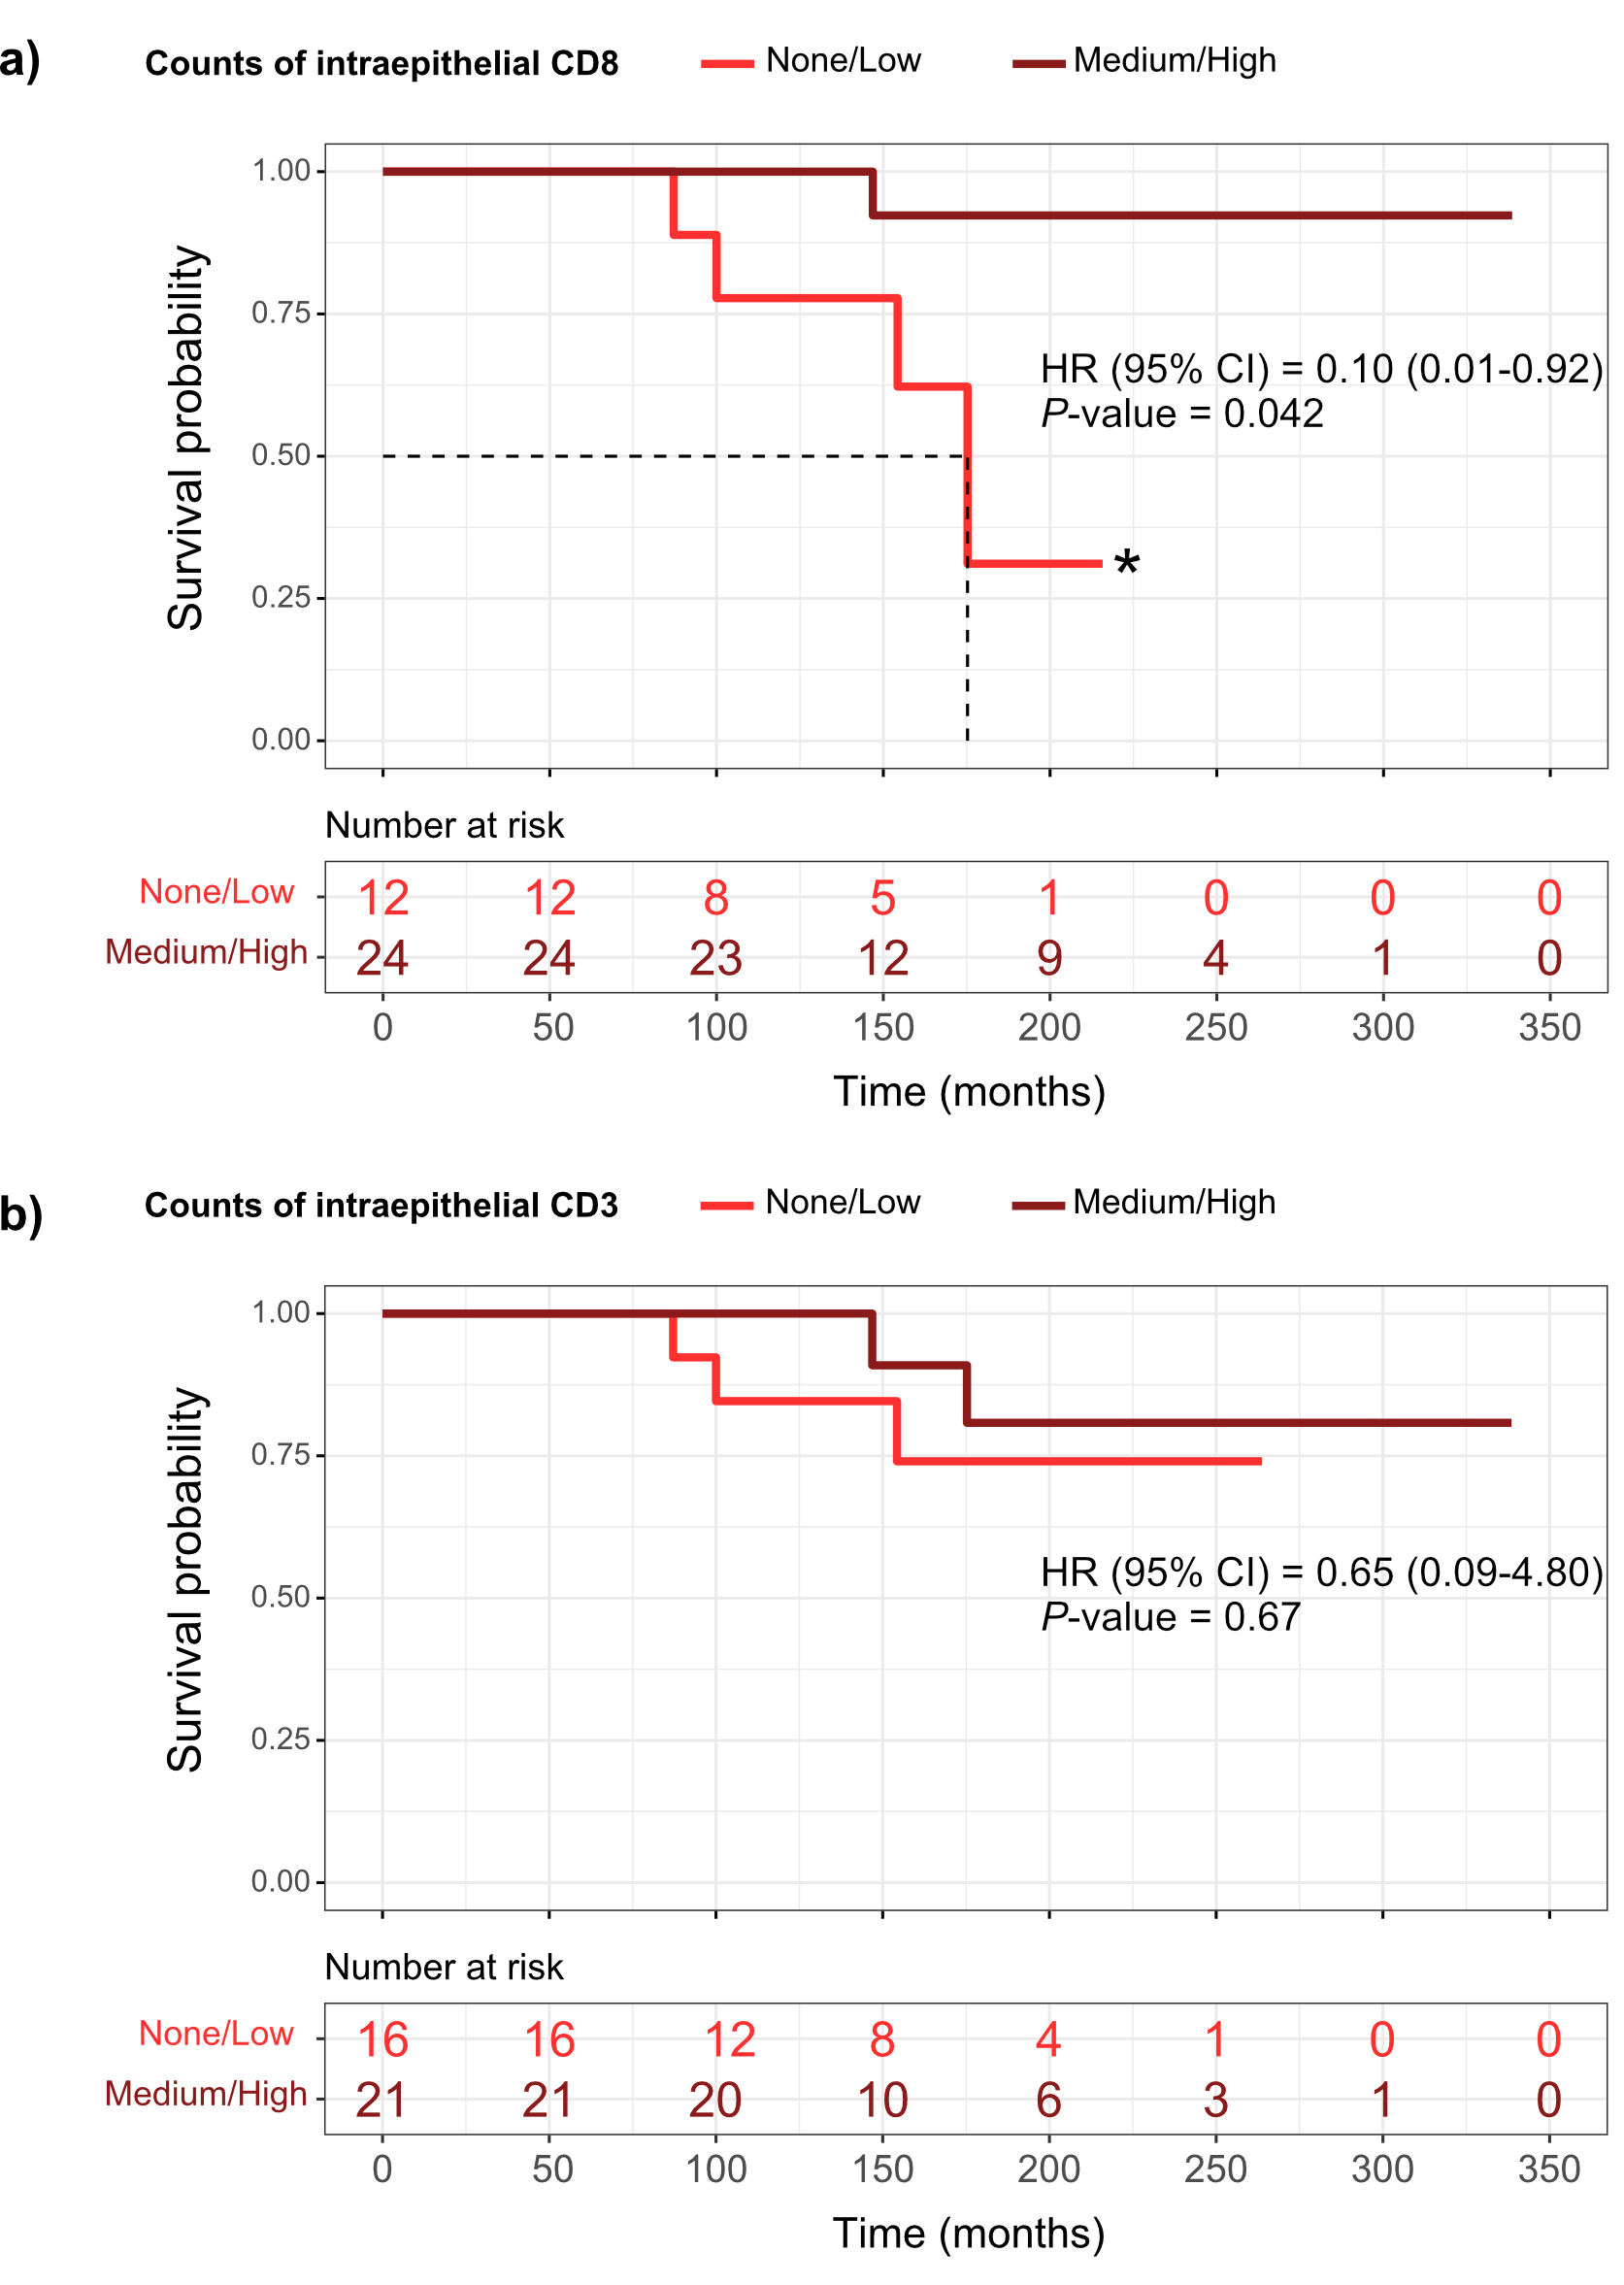 a)
Counts of intraepithelial CD8 None/Low Medium/High
Survival probability
1.00
0.75
0.50
0.25
0.00
HR (95% CI) = 0.10 (0.01-0.92)
P-value = 0.042
*
Number at risk
None/Low 12 12 8 5 1 0 0 0
Medium/High 24 24 23 12 9 4 1 0
0 50 100 150 200 250 300 350
Time (months)
b)
Counts of intraepithelial CD3 None/Low Medium/High
Survival probability
1.00
0.75
0.50
0.25
0.00
HR (95% CI) = 0.65 (0.09-4.80)
P-value = 0.67
Number at risk
None/Low 16 16 12 8 4 1 0 0
Medium/High 21 21 20 10 6 3 1 0
0 50 100 150 200 250 300 350
Time (months)